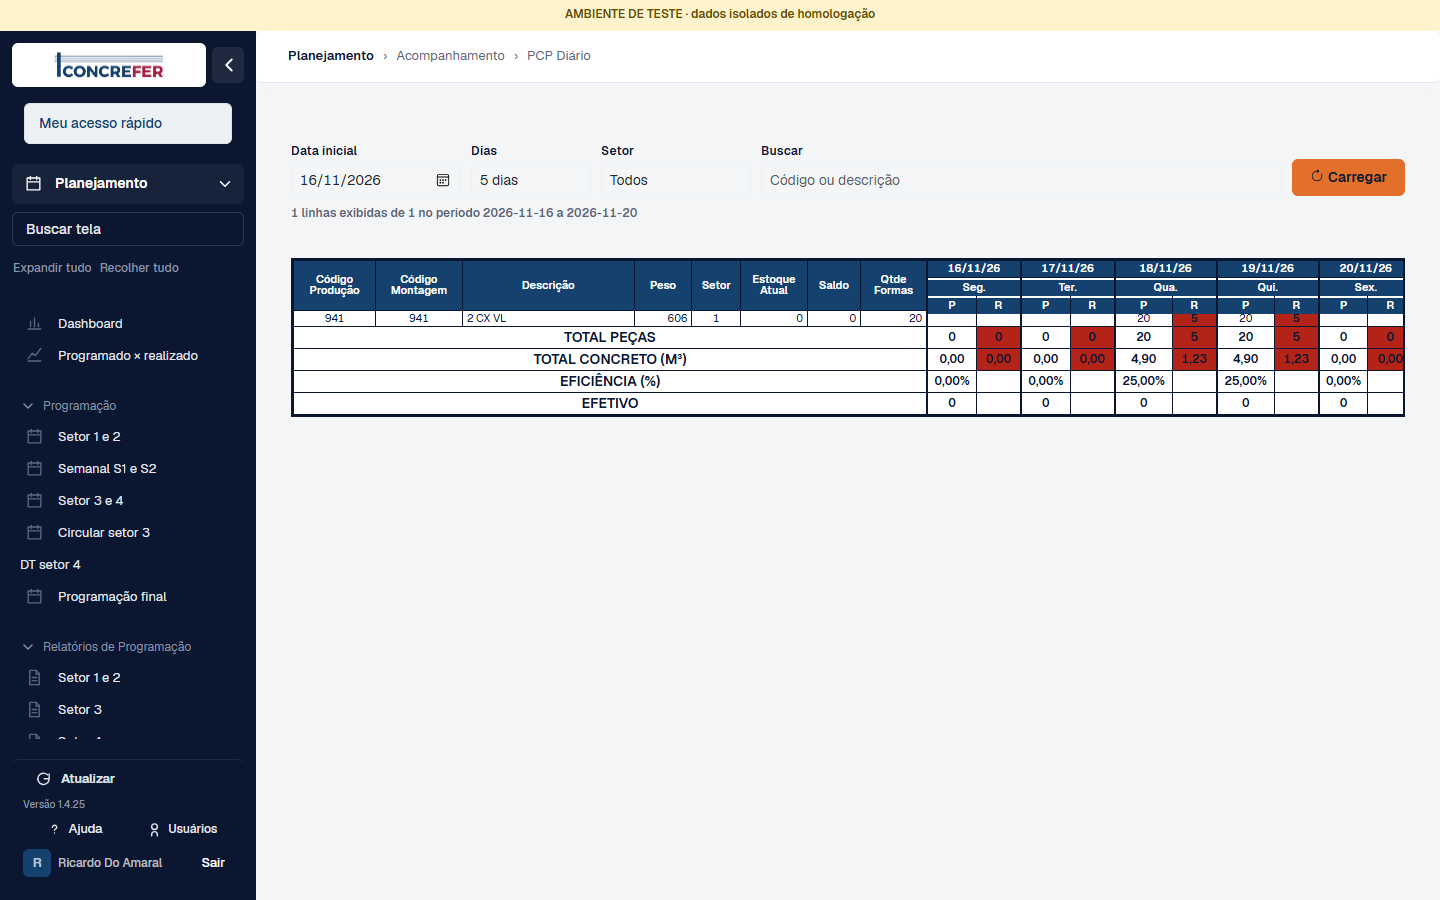 AMBIENTE DE TESTE · dados isolados de homologação
CONCREFER
Meu acesso rápido
Planejamento
Buscar tela
Expandir tudo Recolher tudo
Dashboard
Programado × realizado
Programação
Setor 1 e 2
Semanal S1 e S2
Setor 3 e 4
Circular setor 3
DT setor 4
Programação final
Relatórios de Programação
Setor 1 e 2
Setor 3
Atualizar
Versão 1.4.25
? Ajuda Usuários
R Ricardo Do Amaral Sair
Planejamento › Acompanhamento › PCP Diário
Data inicial Dias Setor Buscar
16/11/2026 5 dias Todos Código ou descrição Carregar
1 linhas exibidas de 1 no período 2026-11-16 a 2026-11-20
Código Produção Código Montagem Descrição Peso Setor Estoque Atual Saldo Qtde Formas 16/11/26 17/11/26 18/11/26 19/11/26 20/11/26
Seg. Ter. Qua. Qui. Sex.
P R P R P R P R P R
941 941 2 CX VL 606 1 0 0 20 20 5 20 5
TOTAL PEÇAS 0 0 0 0 20 5 20 5 0 0
TOTAL CONCRETO (M³) 0,00 0,00 0,00 0,00 4,90 1,23 4,90 1,23 0,00 0,00
EFICIÊNCIA (%) 0,00% 0,00% 25,00% 25,00% 0,00%
EFETIVO 0 0 0 0 0